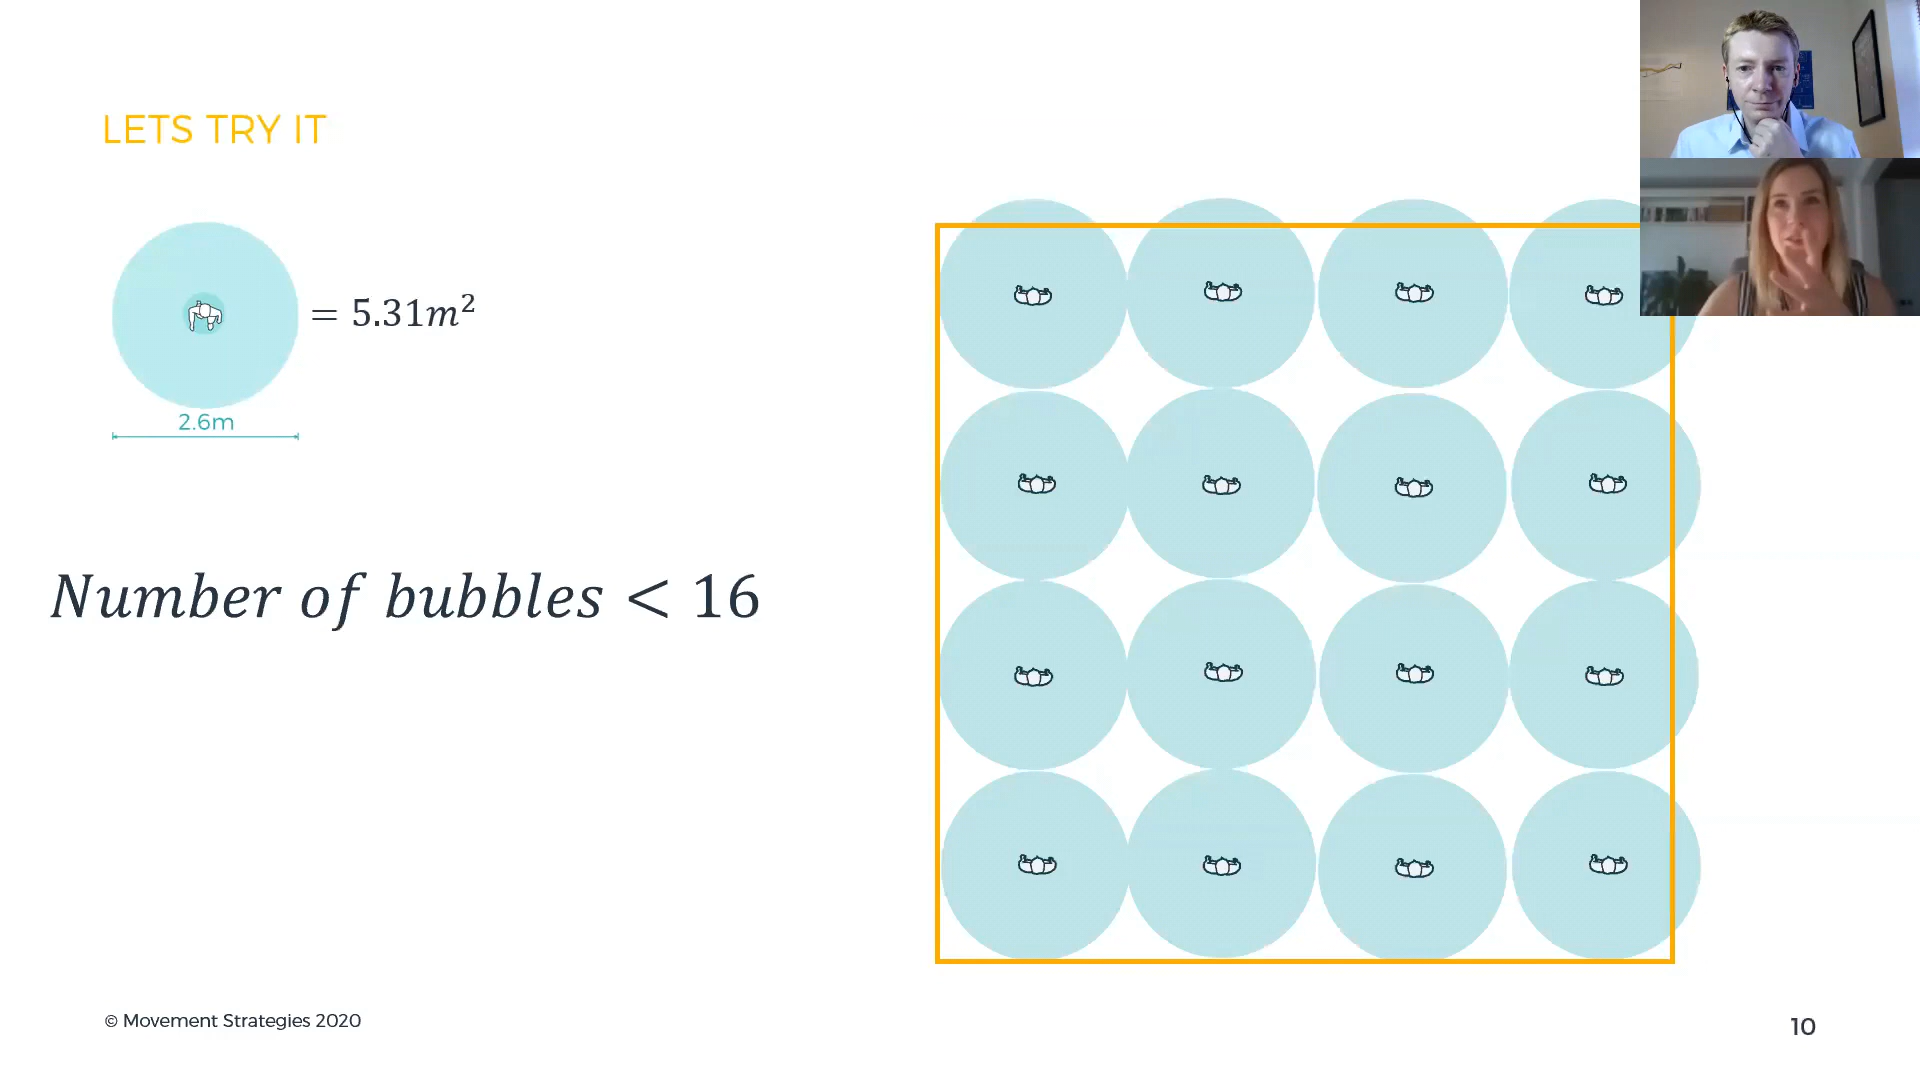 LETS TRY IT
= 5.31m²
2.6m
Number of bubbles < 16
© Movement Strategies 2020
10